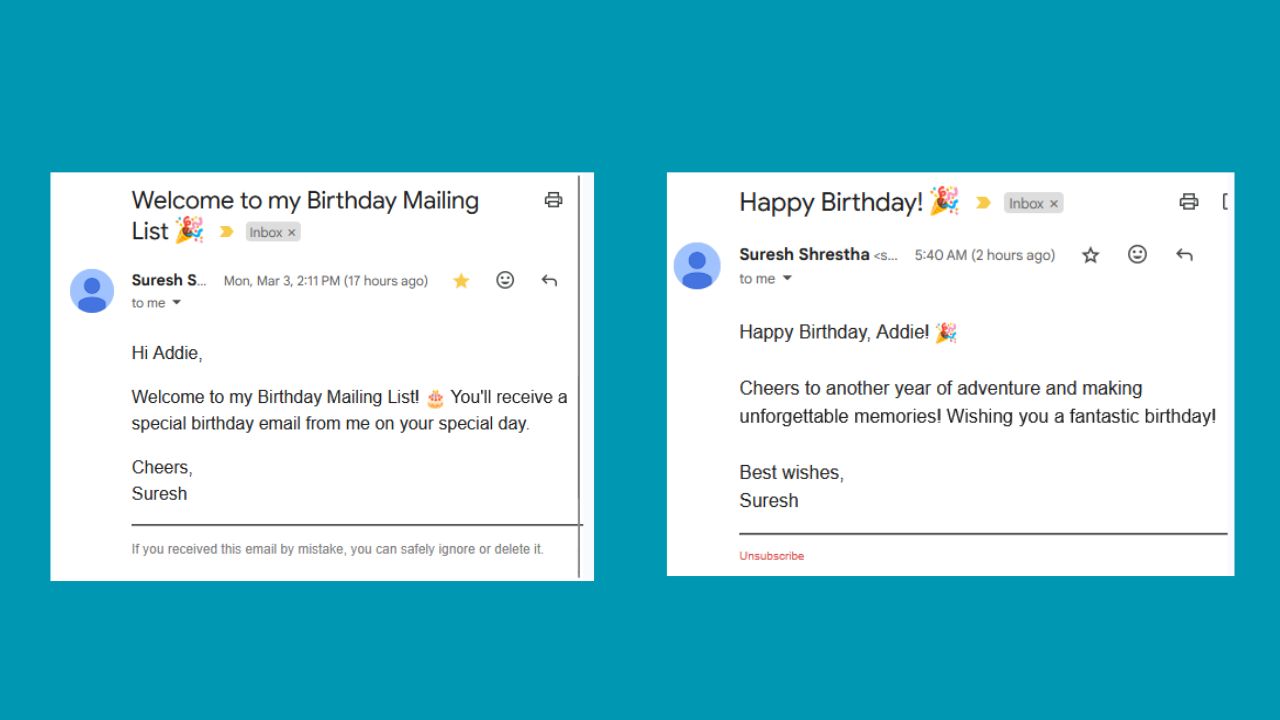 Welcome to my Birthday Mailing
List 🎉 Inbox ×
Suresh S... Mon, Mar 3, 2:11 PM (17 hours ago)
to me
Hi Addie,
Welcome to my Birthday Mailing List! 🎂 You'll receive a
special birthday email from me on your special day.
Cheers,
Suresh
If you received this email by mistake, you can safely ignore or delete it.
Happy Birthday! 🎉 Inbox ×
Suresh Shrestha <s... 5:40 AM (2 hours ago)
to me
Happy Birthday, Addie! 🎉
Cheers to another year of adventure and making
unforgettable memories! Wishing you a fantastic birthday!
Best wishes,
Suresh
Unsubscribe